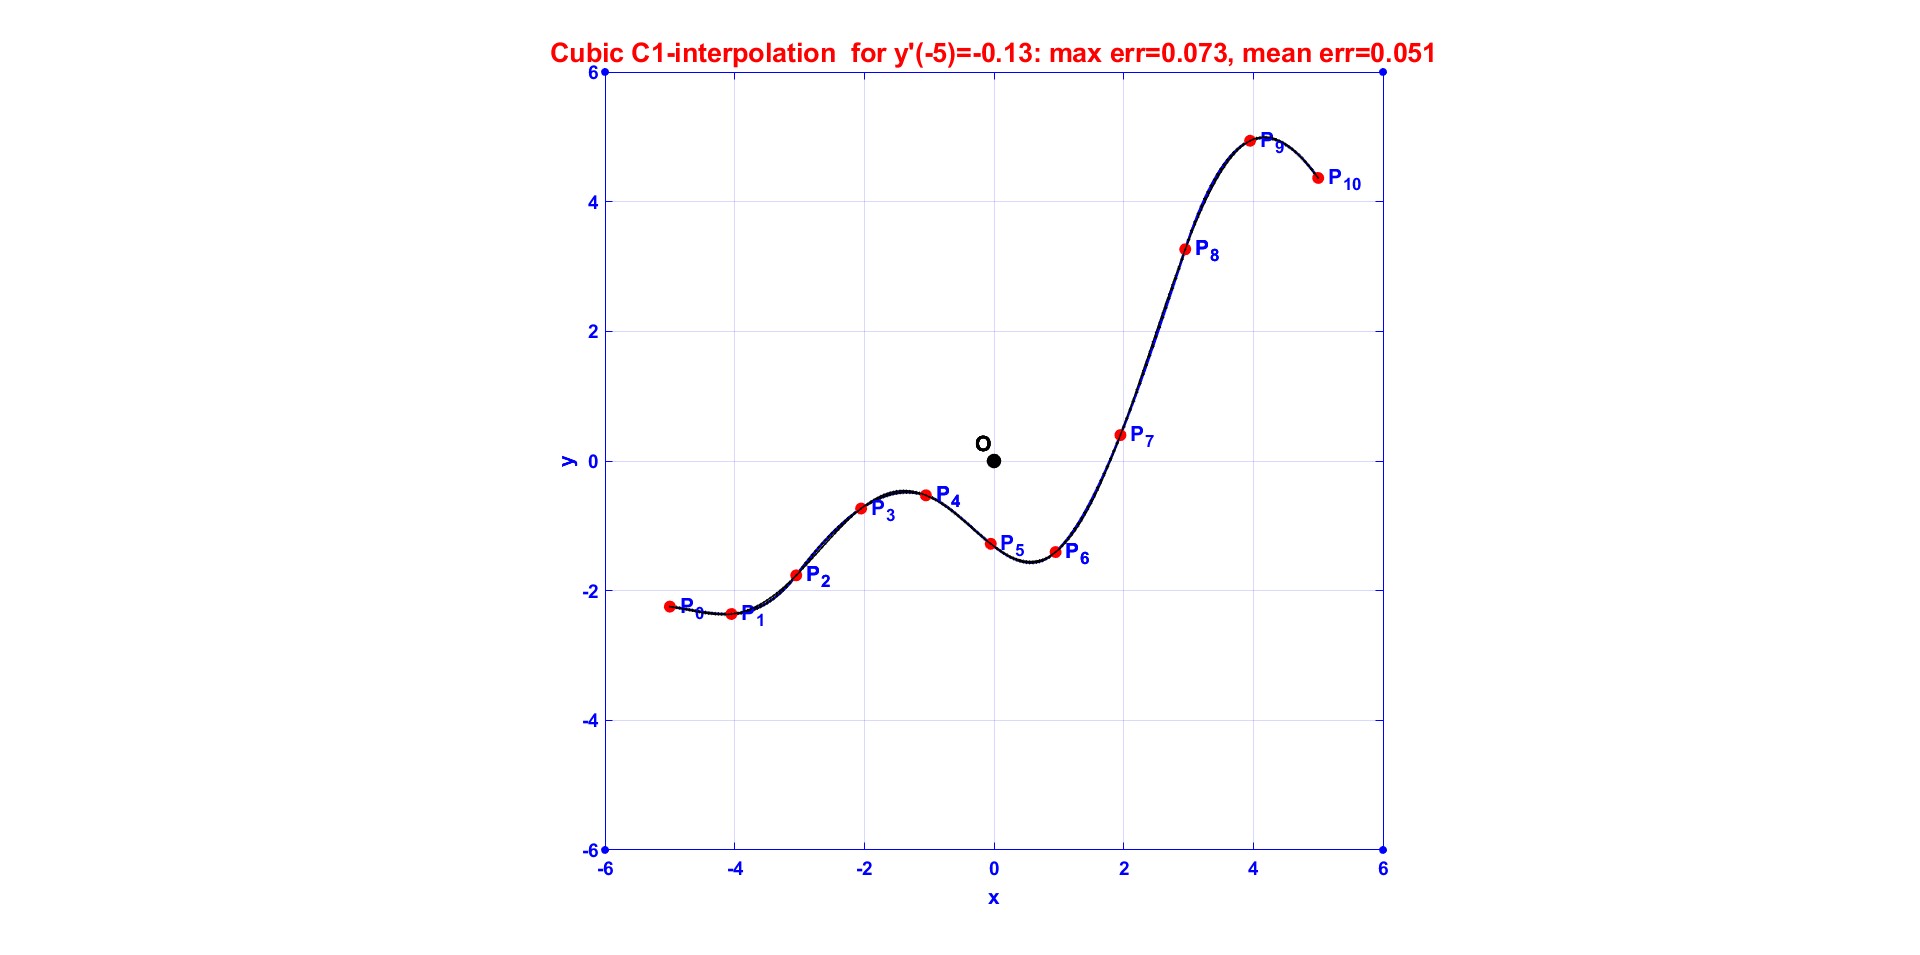 Cubic C1-interpolation  for y'(-5)=-0.13: max err=0.073, mean err=0.051
6
P9
P10
4
P8
2
P7
O
y
0
P4
P3
P5
P6
-2
P2
P0
P1
-4
-6
-6 -4 -2 0 2 4 6
x